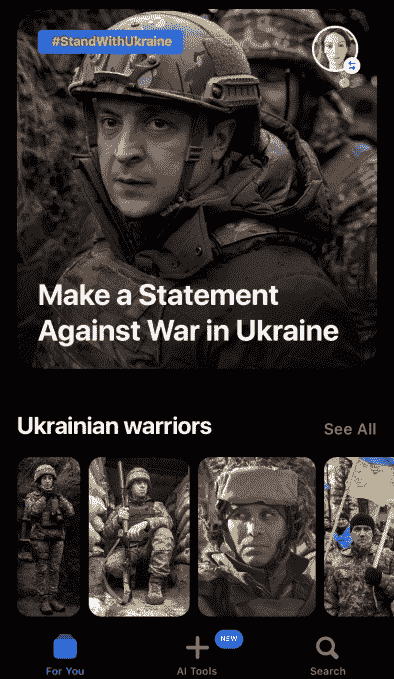 #StandWithUkraine
Make a Statement
Against War in Ukraine
Ukrainian warriors
See All
NEW
For You
AI Tools
Search